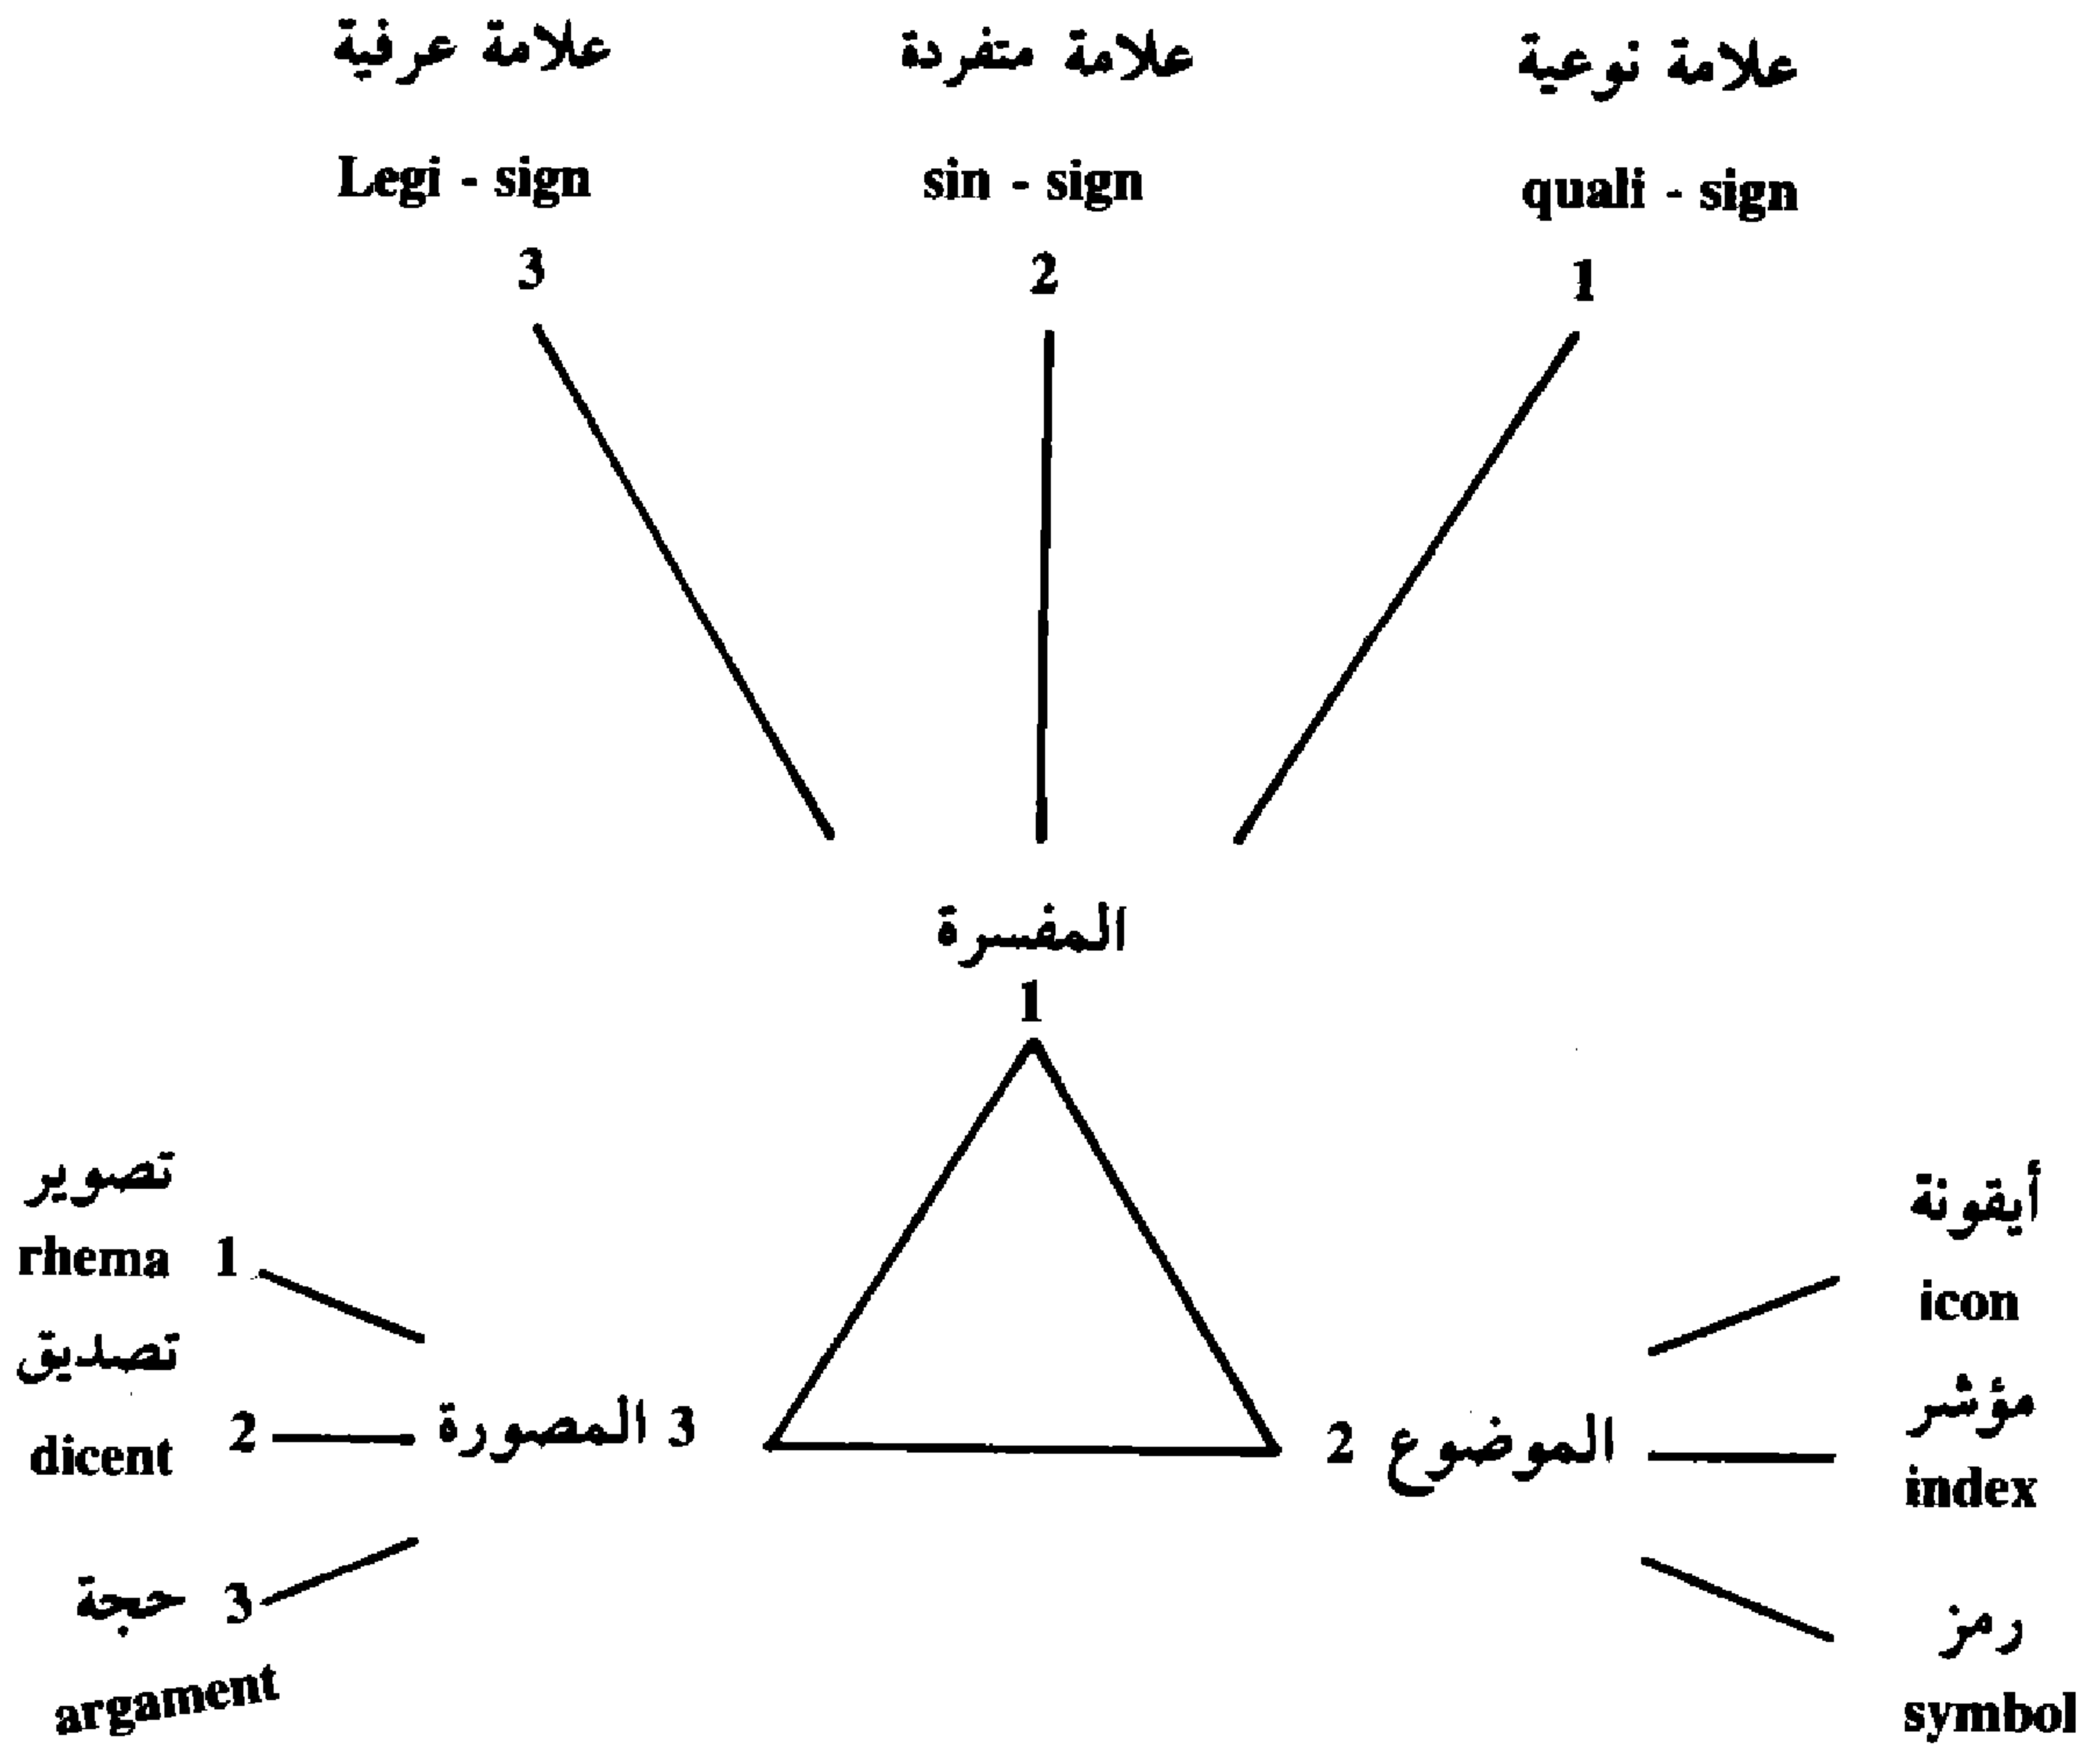 علامة نوعية علامة متفردة علامة عرفية
Legi - sign sin - sign quali - sign
3 2 1
المفسرة
1
تصوير
rhema 1
تصديق
dicent 2
المصورة 3
حجة 3
argament
2 الموضوع
أيقونة
icon
مؤشر
index
رمز
symbol